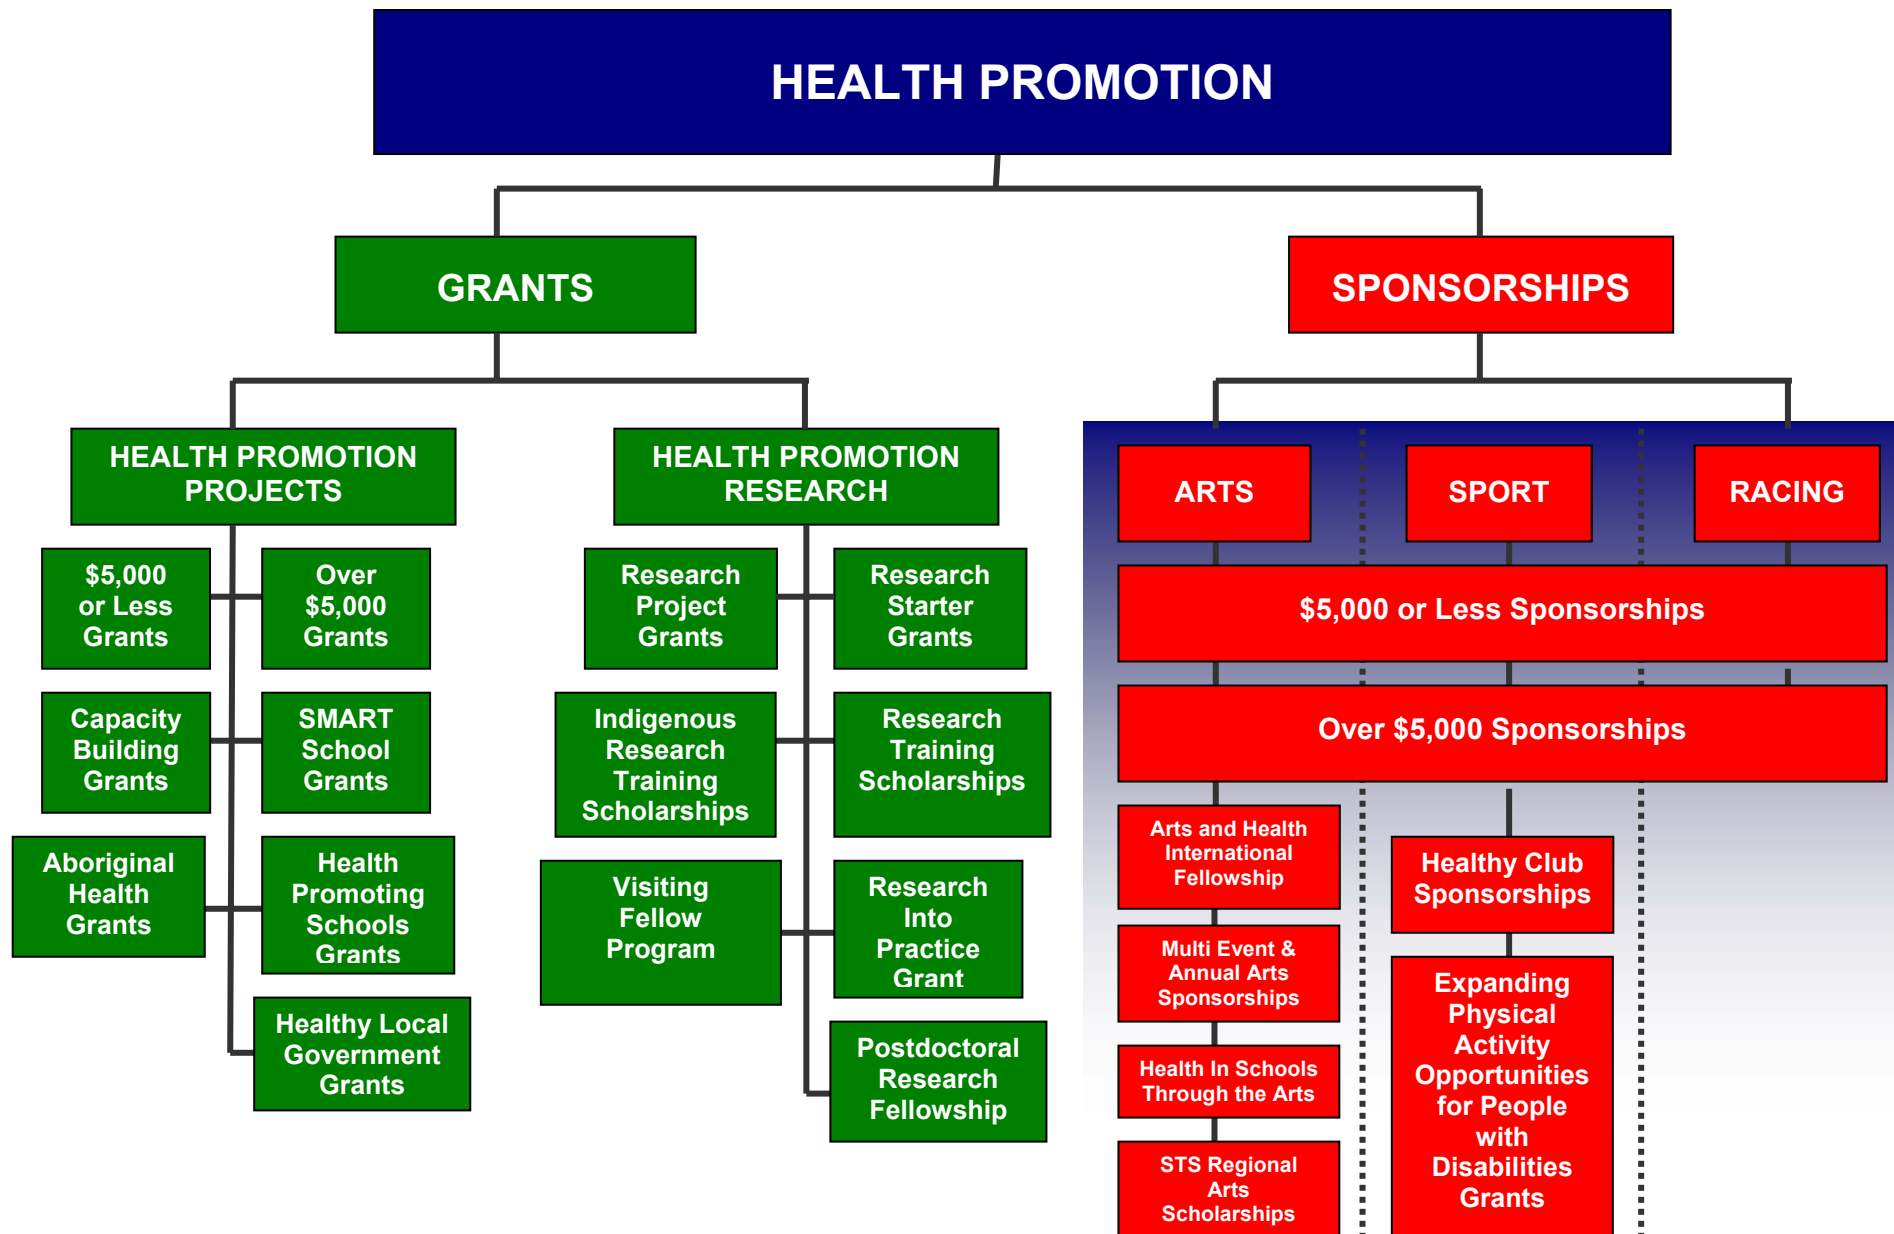 HEALTH PROMOTION
GRANTS
SPONSORSHIPS
HEALTH PROMOTION
PROJECTS
HEALTH PROMOTION
RESEARCH
ARTS
SPORT
RACING
$5,000
or Less
Grants
Over
$5,000
Grants
Capacity
Building
Grants
SMART
School
Grants
Aboriginal
Health
Grants
Health
Promoting
Schools
Grants
Healthy Local
Government
Grants
Research
Project
Grants
Research
Starter
Grants
Indigenous
Research
Training
Scholarships
Research
Training
Scholarships
Visiting
Fellow
Program
Research
Into
Practice
Grant
Postdoctoral
Research
Fellowship
$5,000 or Less Sponsorships
Over $5,000 Sponsorships
Arts and Health
International
Fellowship
Multi Event &
Annual Arts
Sponsorships
Health In Schools
Through the Arts
STS Regional
Arts
Scholarships
Healthy Club
Sponsorships
Expanding
Physical
Activity
Opportunities
for People
with
Disabilities
Grants